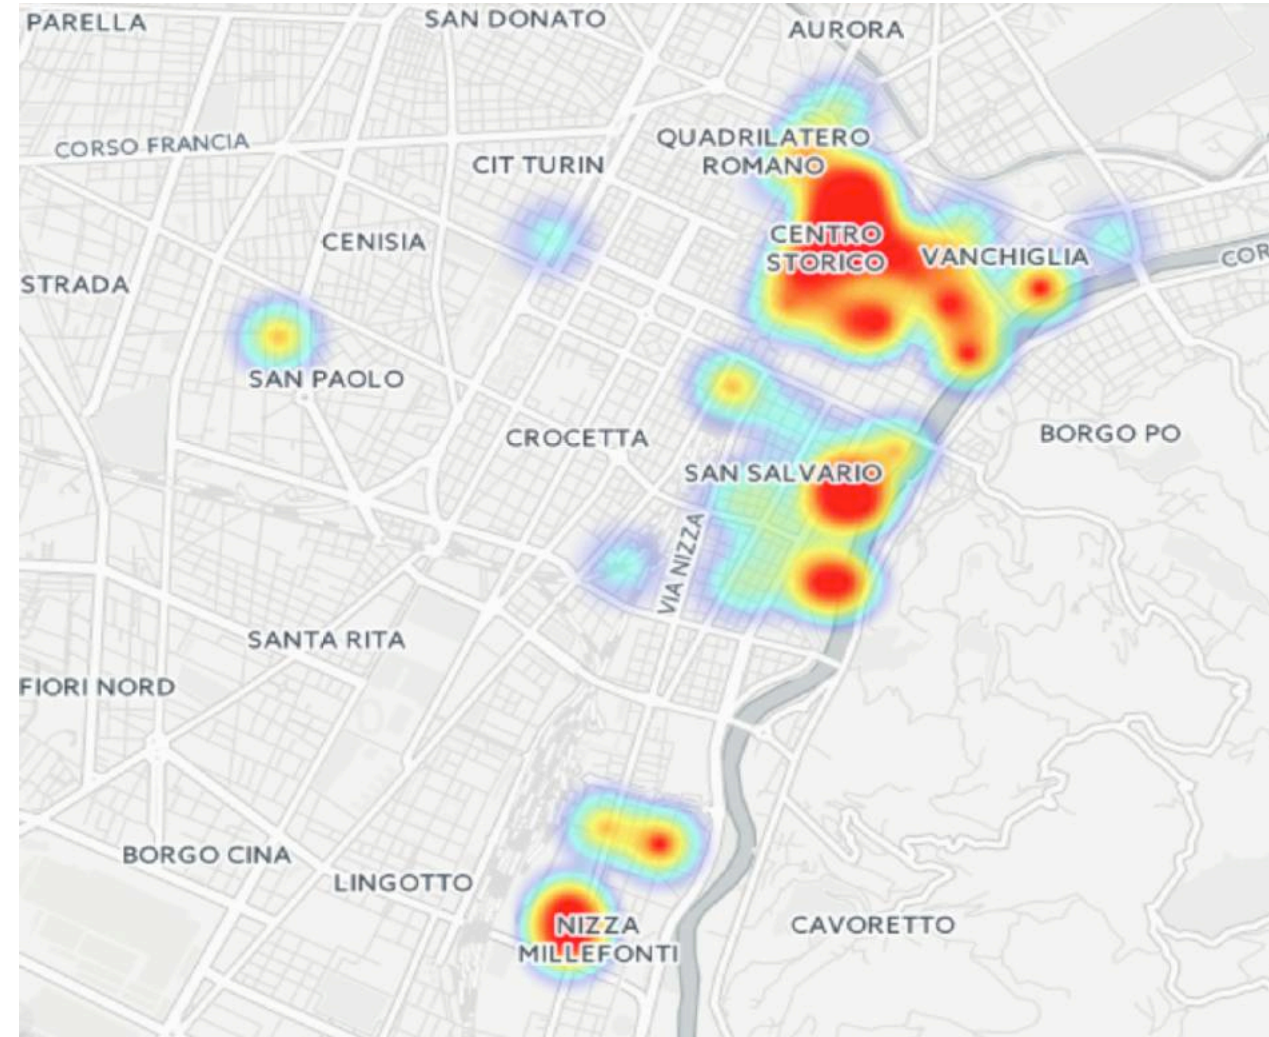 PARELLA
SAN DONATO
AURORA
CORSO FRANCIA
CIT TURIN
QUADRILATERO
ROMANO
CENISIA
CENTRO
STORICO
VANCHIGLIA
COR
STRADA
SAN PAOLO
CROCETTA
BORGO PO
SAN SALVARIO
VIA NIZZA
SANTA RITA
FIORI NORD
BORGO CINA
LINGOTTO
NIZZA
MILLEFONTI
CAVORETTO